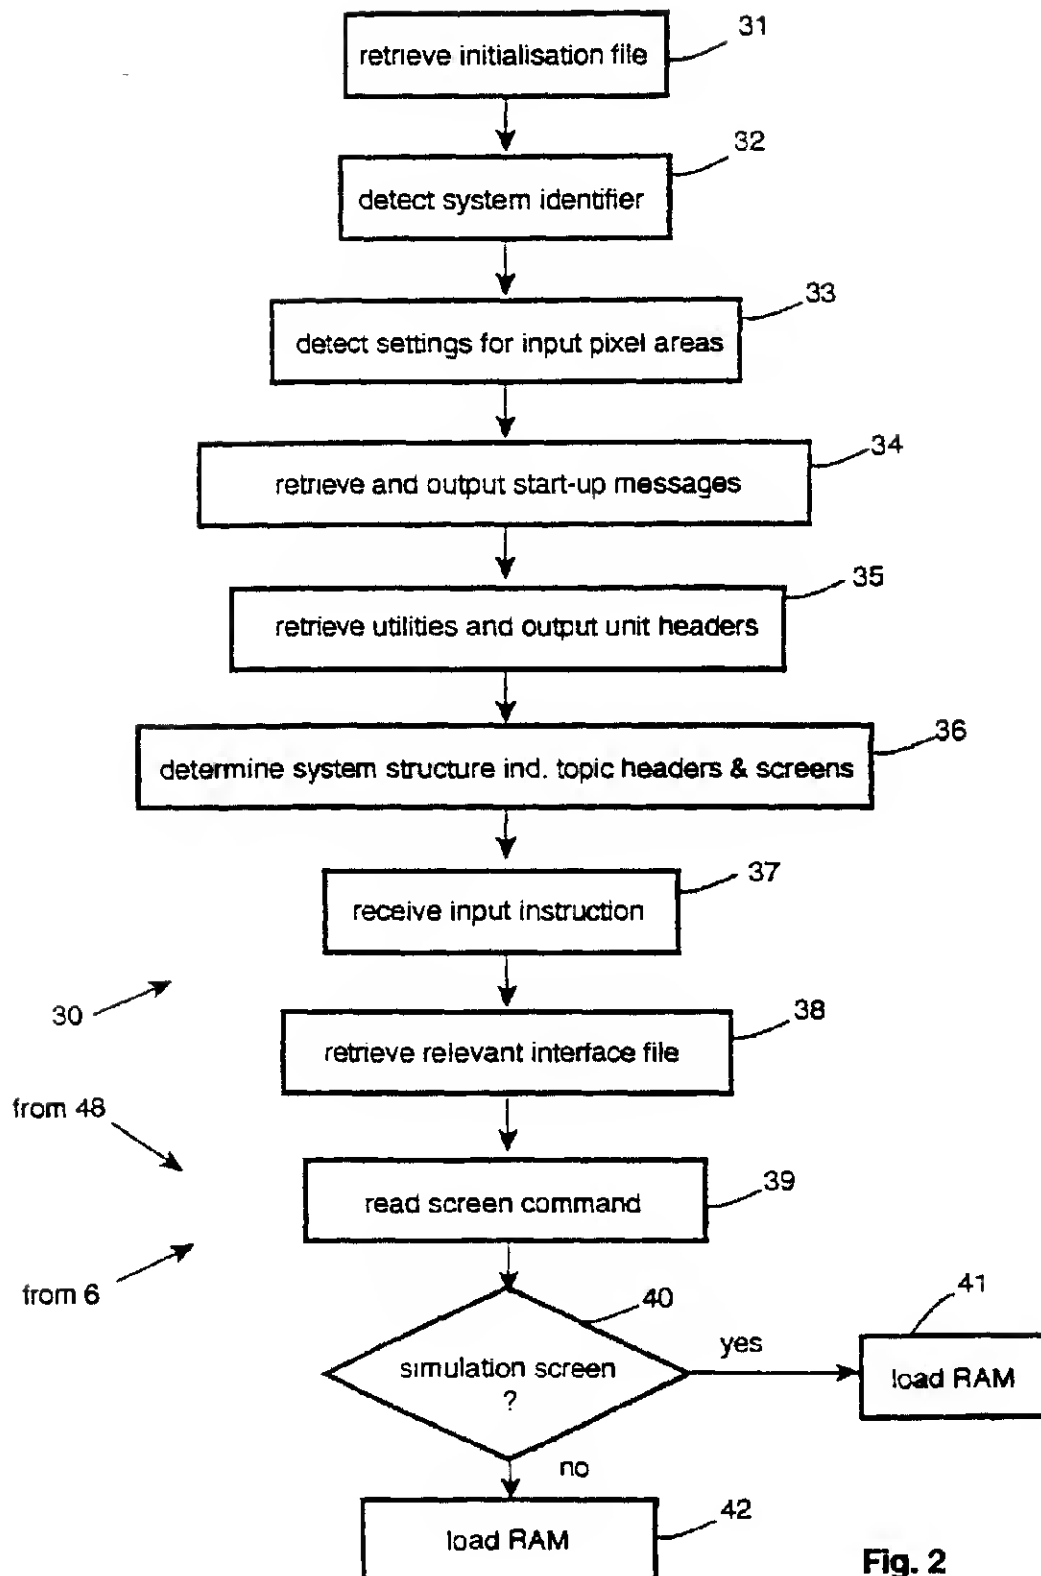 31
retrieve initialisation file
32
detect system identifier
33
detect settings for input pixel areas
34
retrieve and output start-up messages
35
retrieve utilities and output unit headers
36
determine system structure ind. topic headers & screens
37
receive input instruction
30
38
retrieve relevant interface file
from 48
39
read screen command
from 6
40
41
simulation screen
?
yes
load RAM
no
42
load RAM
Fig. 2